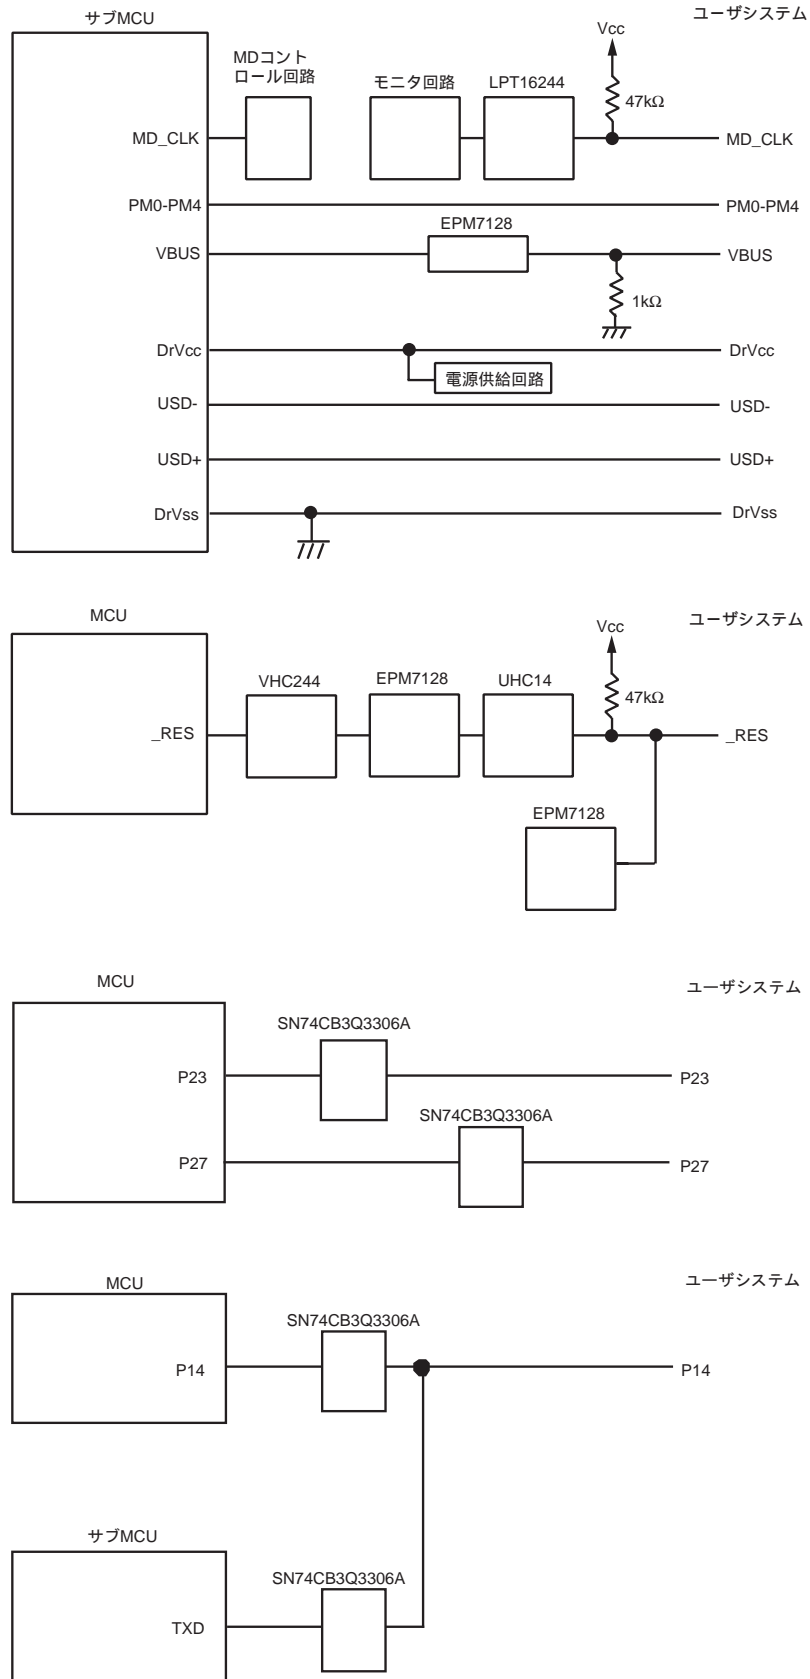 サブMCU
ユーザシステム
Vcc
MDコント
ロール回路
モニタ回路
LPT16244
47kΩ
MD_CLK
MD_CLK
PM0-PM4
PM0-PM4
EPM7128
VBUS
VBUS
1kΩ
DrVcc
DrVcc
電源供給回路
USD-
USD-
USD+
USD+
DrVss
DrVss
MCU
ユーザシステム
Vcc
VHC244
EPM7128
UHC14
47kΩ
_RES
_RES
EPM7128
MCU
ユーザシステム
SN74CB3Q3306A
P23
P23
SN74CB3Q3306A
P27
P27
MCU
ユーザシステム
SN74CB3Q3306A
P14
P14
サブMCU
SN74CB3Q3306A
TXD